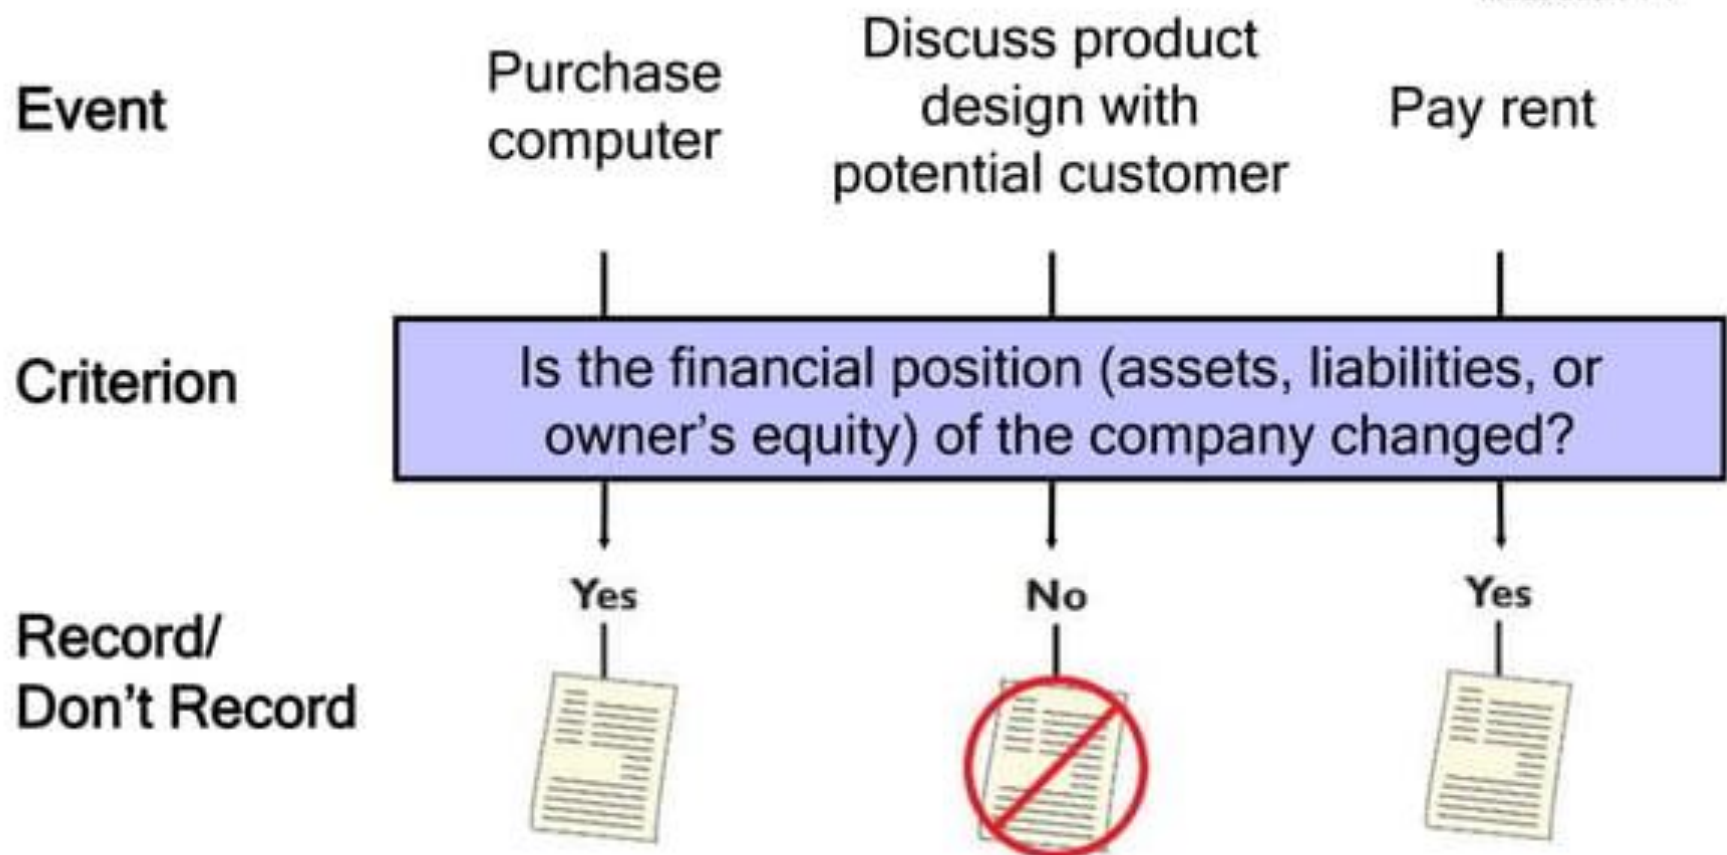 Event
Purchase
computer
Discuss product
design with
potential customer
Pay rent
Criterion
Is the financial position (assets, liabilities, or
owner's equity) of the company changed?
Record/
Don't Record
Yes
No
Yes